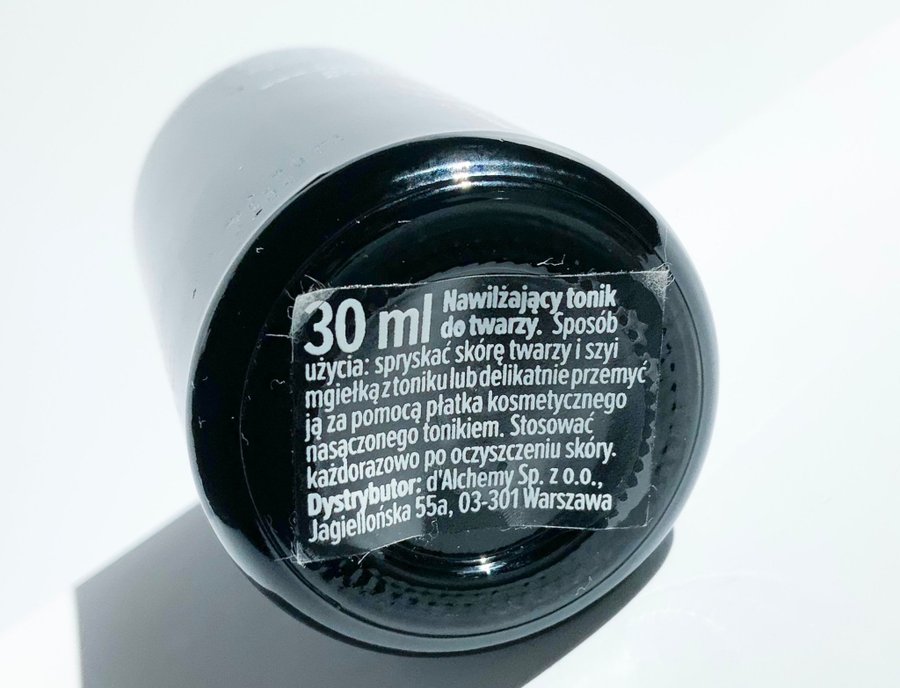 30 ml Nawilżający tonik
do twarzy. Sposób
użycia: spryskać skórę twarzy i szyi
mgiełką z toniku lub delikatnie przemyć
ją za pomocą płatka kosmetycznego
nasączonego tonikiem. Stosować
każdorazowo po oczyszczeniu skóry.
Dystrybutor: d'Alchemy Sp. z o.o.,
Jagiellońska 55a, 03-301 Warszawa